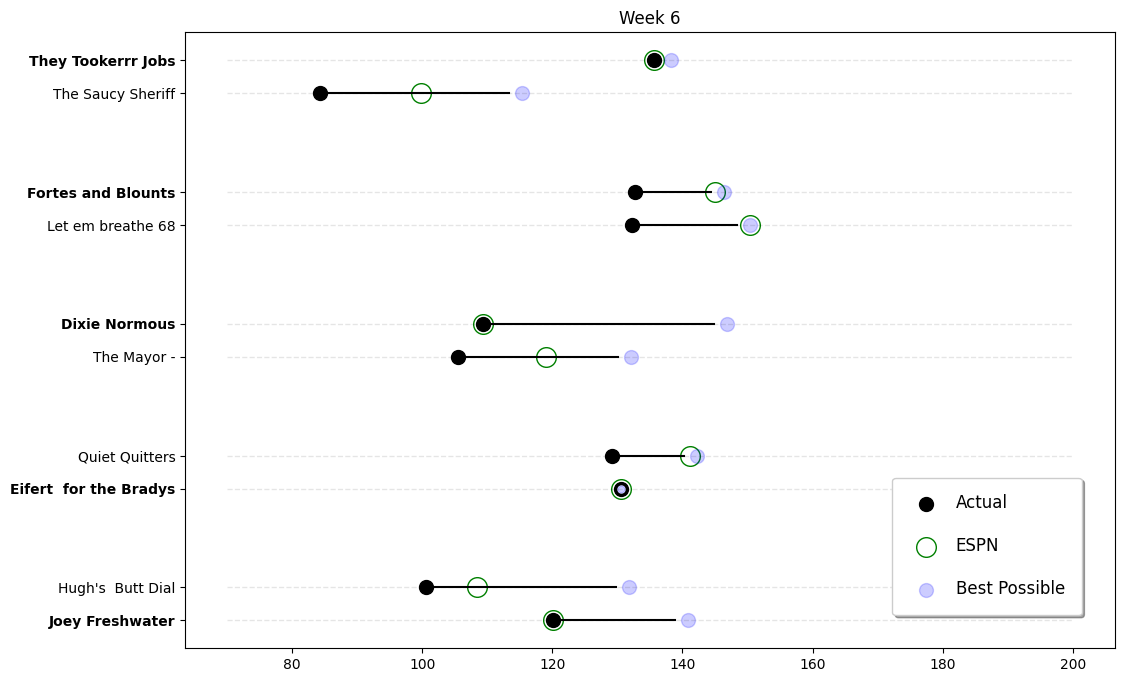 Week 6
They Tookerrr Jobs
The Saucy Sheriff
Fortes and Blounts
Let em breathe 68
Dixie Normous
The Mayor -
Quiet Quitters
Eifert  for the Bradys
Hugh's  Butt Dial
Joey Freshwater
Actual
ESPN
Best Possible
80 100 120 140 160 180 200